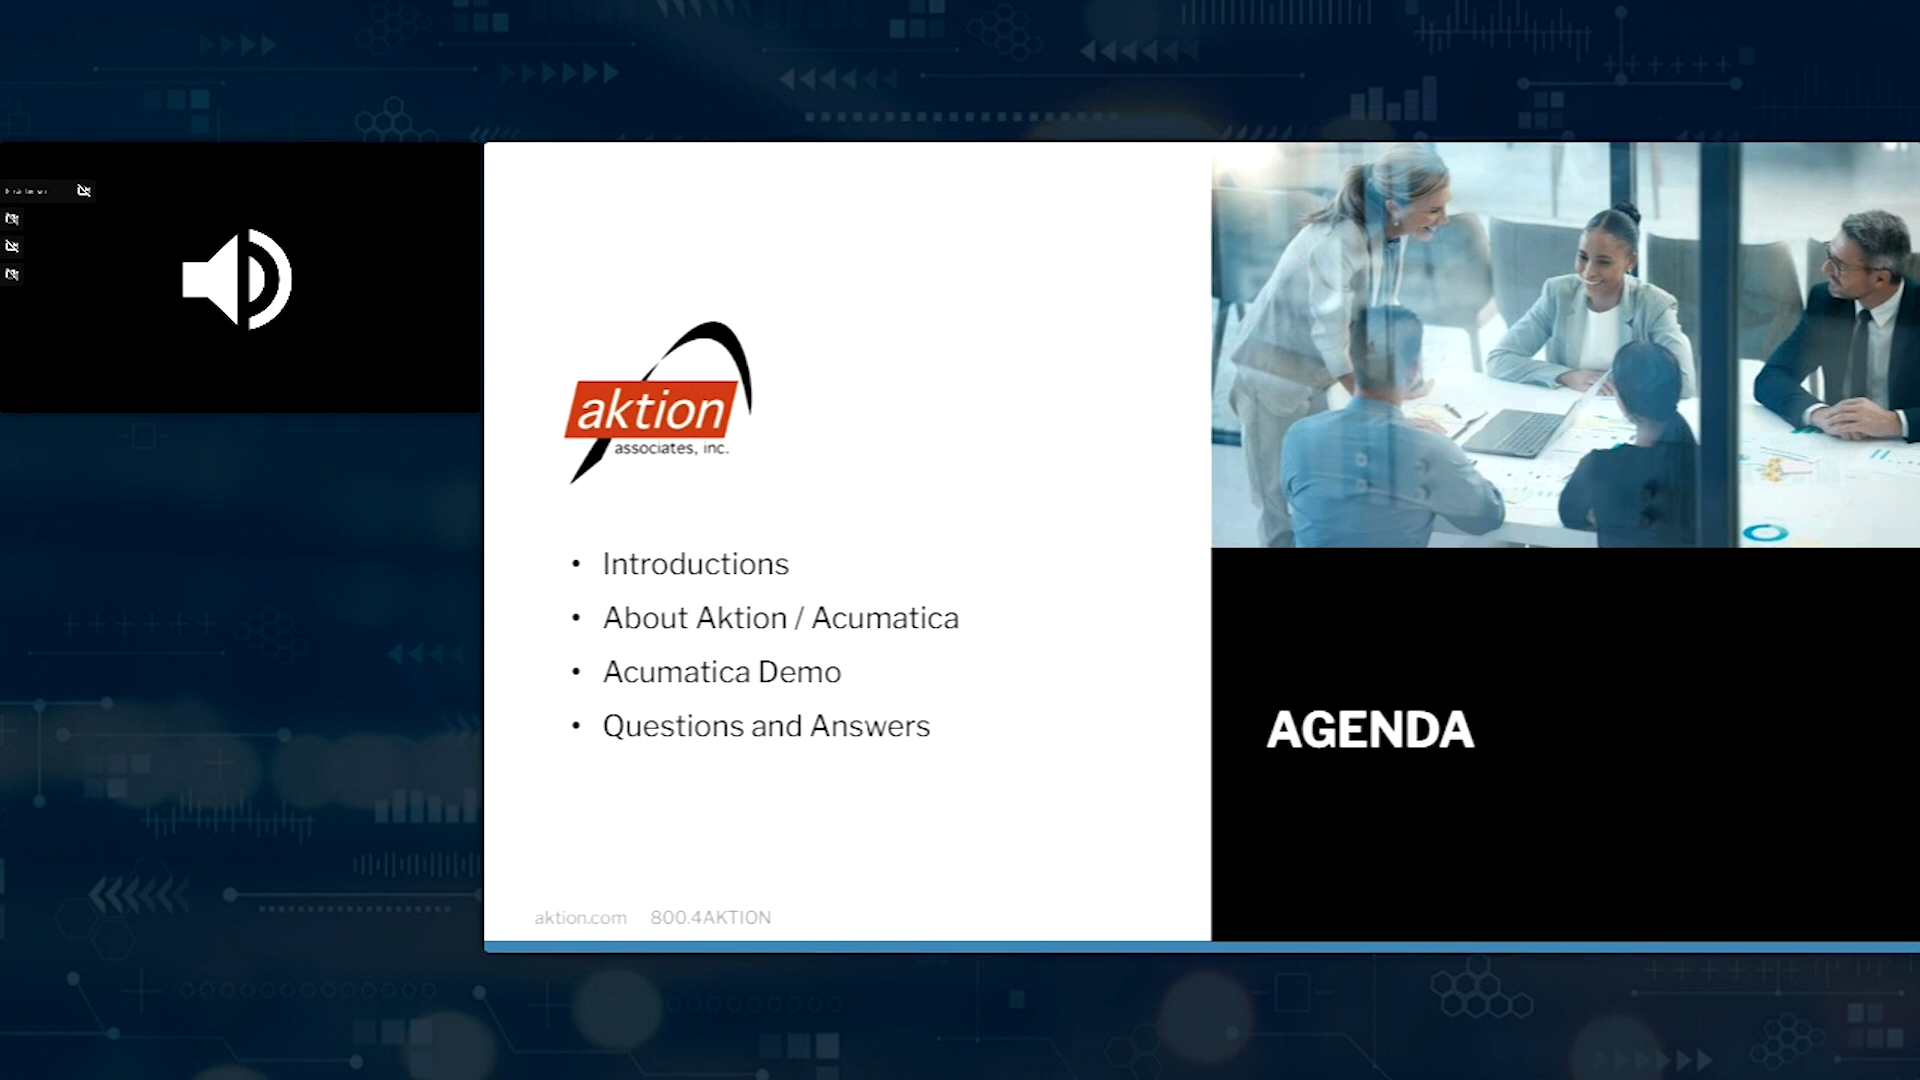 aktion
associates, inc.
• Introductions
• About Aktion / Acumatica
• Acumatica Demo
• Questions and Answers
aktion.com 800.4AKTION
AGENDA